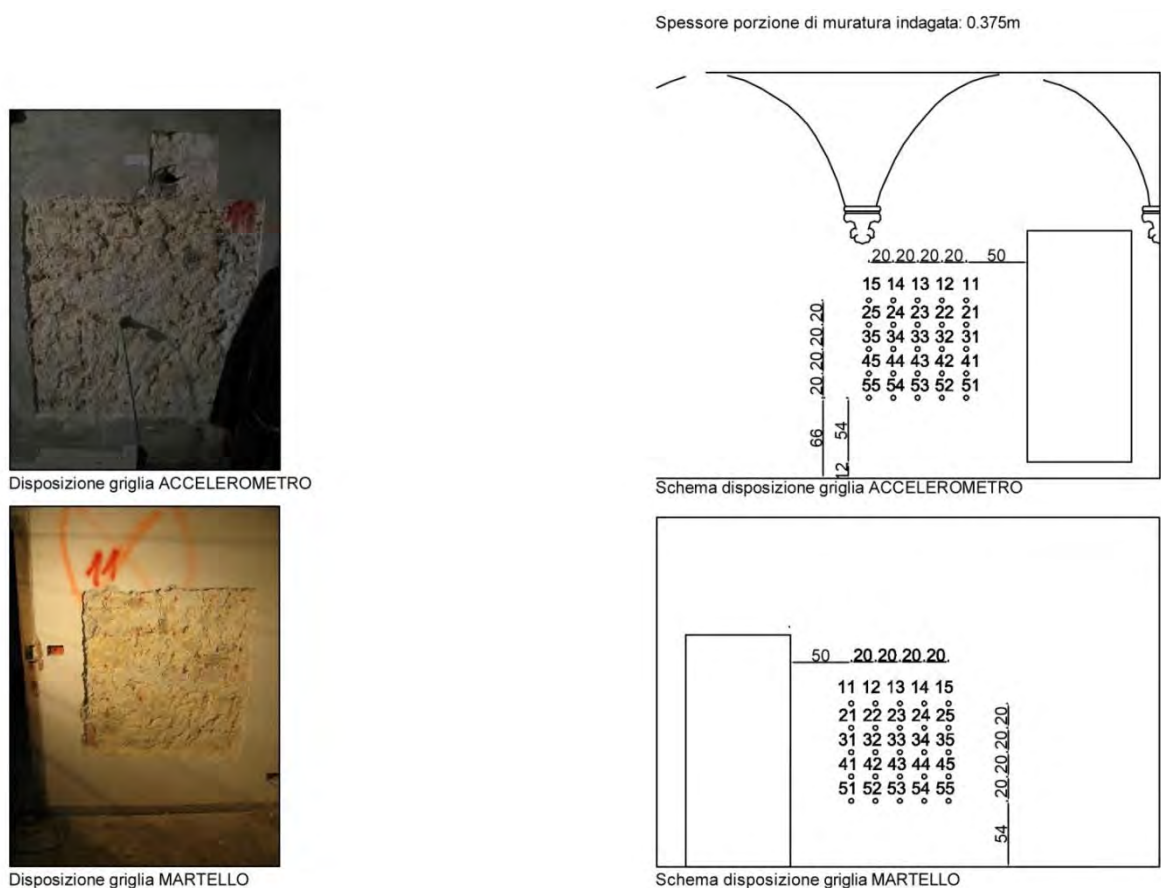 Spessore porzione di muratura indagata: 0.375m
11
Disposizione griglia ACCELEROMETRO
.20.20.20.20. 50
15 14 13 12 11
25 24 23 22 21
35 34 33 32 31
45 44 43 42 41
55 54 53 52 51
.20.20.20.20.
66
54
12
Schema disposizione griglia ACCELEROMETRO
11
Disposizione griglia MARTELLO
50 .20.20.20.20.
11 12 13 14 15
21 22 23 24 25
31 32 33 34 35
41 42 43 44 45
51 52 53 54 55
.20.20.20.20.
54
Schema disposizione griglia MARTELLO